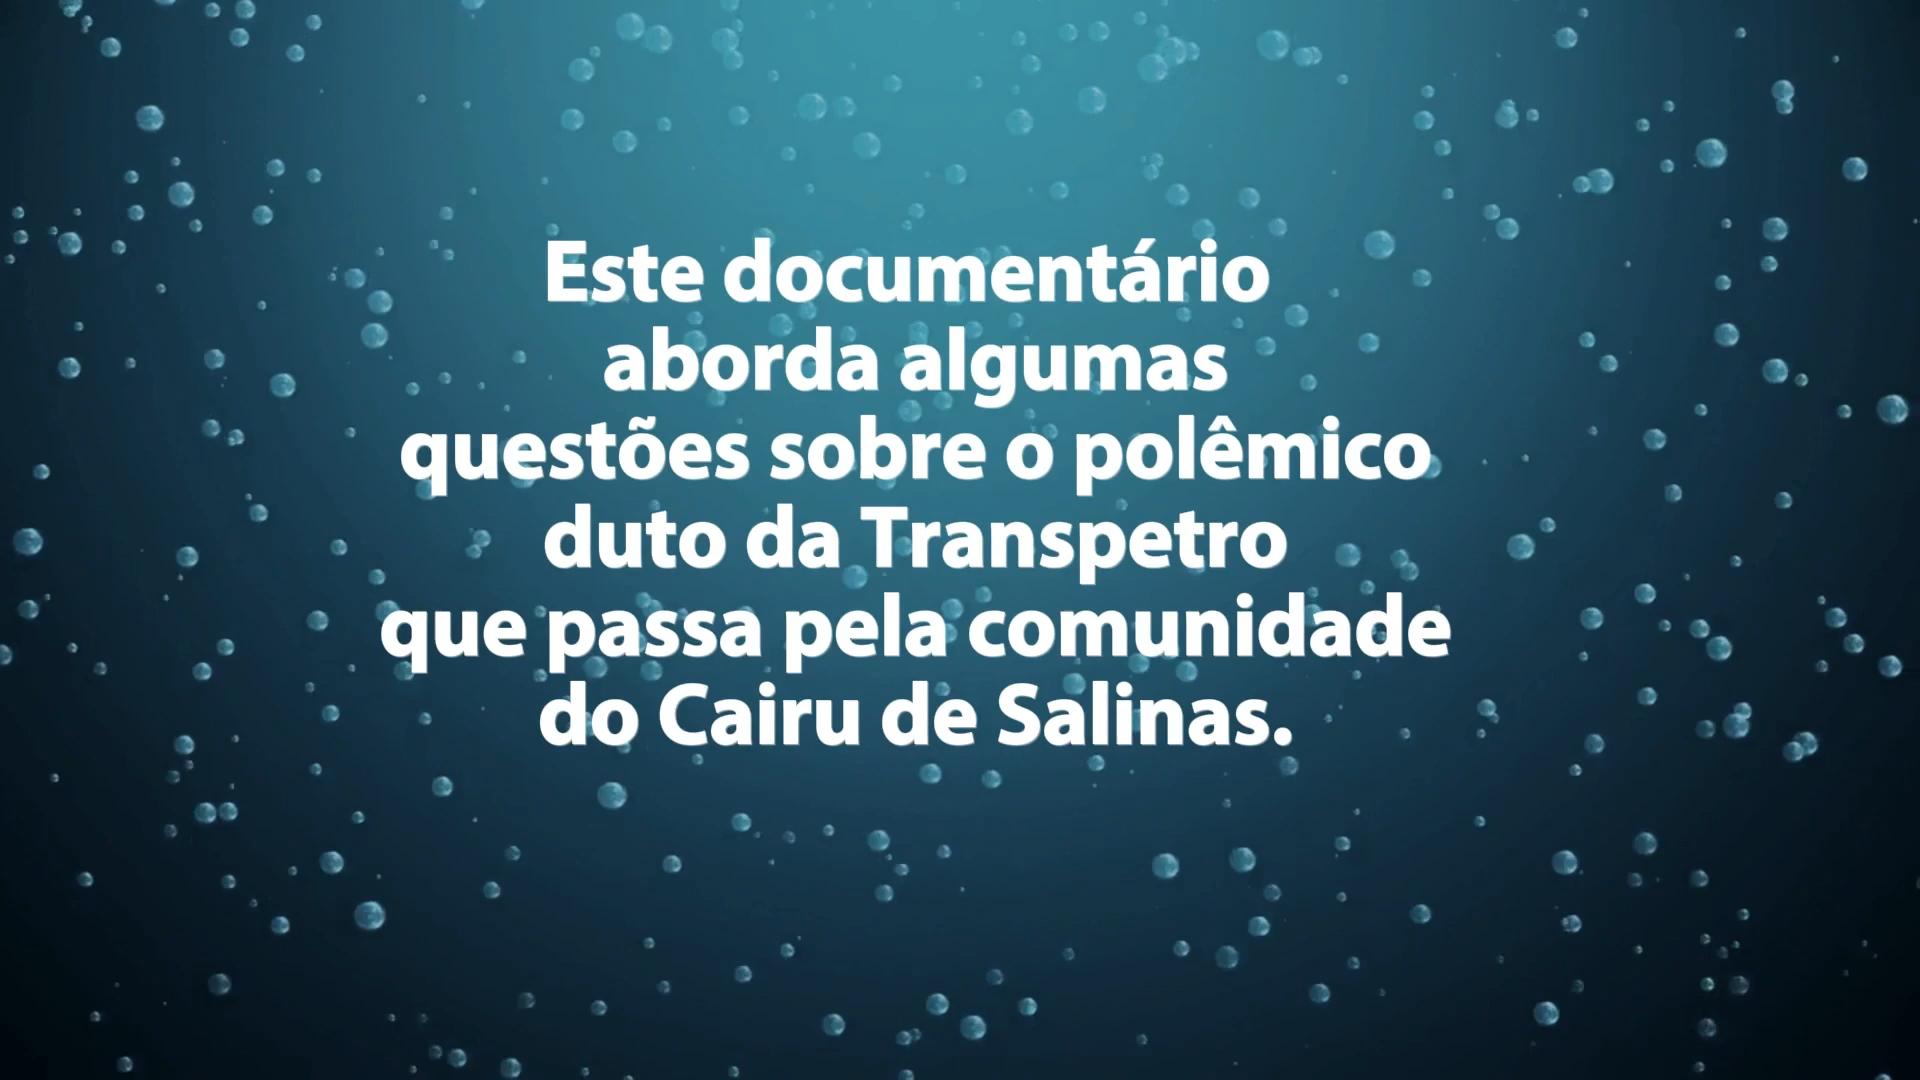 Este documentário
aborda algumas
questões sobre o polêmico
duto da Transpetro
que passa pela comunidade
do Cairu de Salinas.